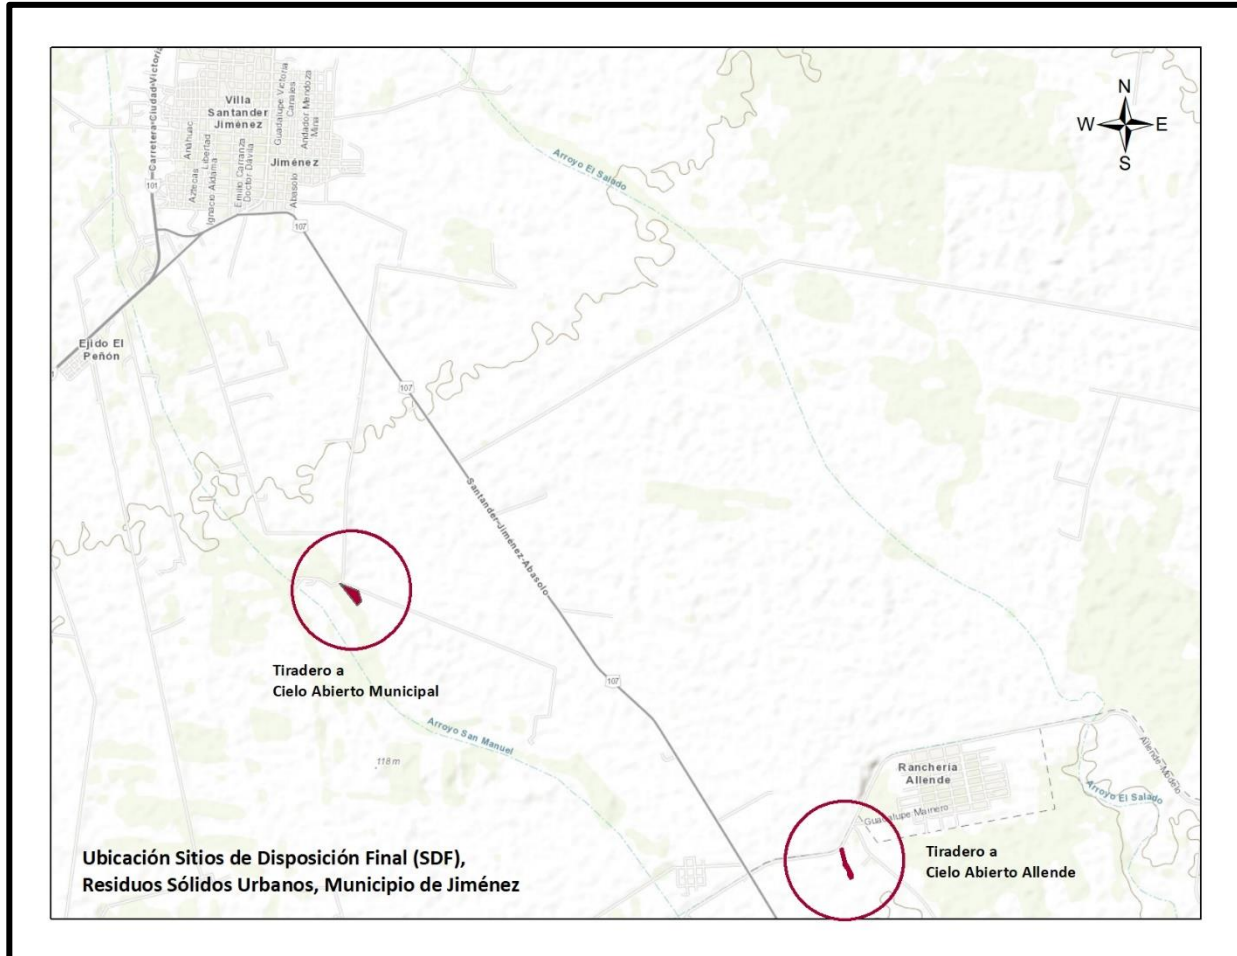 Carretera-Ciudad-Victoria
Villa
Santander
Jiménez
Guadalupe Victoria
Canales
Andador Mendoza
Mina
Anáhuac
Libertad
Aztecas
Ignacio Aldama
Emilio Carranza
Doctor Dávila
Jiménez
Abasolo
101
107
N
W
E
S
Arroyo El Salado
Ejido El
Peñón
107
Santander-Jiménez-Abasolo
Tiradero a
Cielo Abierto Municipal
107
Arroyo San Manuel
118 m
Ranchería
Allende
Allende-Modelo
Arroyo El Salado
Guadalupe Mainero
Tiradero a
Cielo Abierto Allende
Ubicación Sitios de Disposición Final (SDF),
Residuos Sólidos Urbanos, Municipio de Jiménez